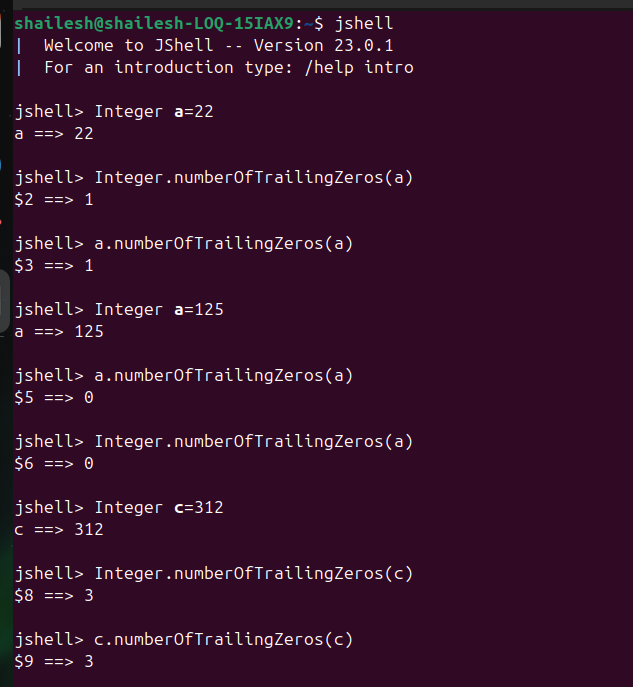 shailesh@shailesh-LOQ-15IAX9:~$ jshell
|  Welcome to JShell -- Version 23.0.1
|  For an introduction type: /help intro
jshell> Integer a=22
a ==> 22
jshell> Integer.numberOfTrailingZeros(a)
$2 ==> 1
jshell> a.numberOfTrailingZeros(a)
$3 ==> 1
jshell> Integer a=125
a ==> 125
jshell> a.numberOfTrailingZeros(a)
$5 ==> 0
jshell> Integer.numberOfTrailingZeros(a)
$6 ==> 0
jshell> Integer c=312
c ==> 312
jshell> Integer.numberOfTrailingZeros(c)
$8 ==> 3
jshell> c.numberOfTrailingZeros(c)
$9 ==> 3